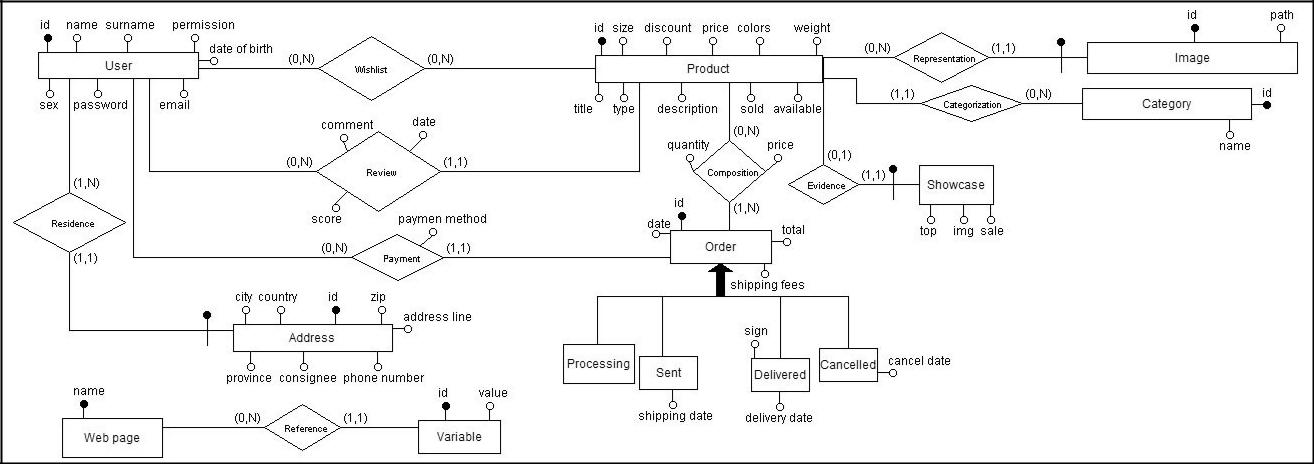 id name surname permission
User
date of birth
sex password email
(0,N) Wishlist (0,N)
id size discount price colors weight
Product
title type description sold available
(0,N) Representation (1,1)
id path
Image
(1,1) Categorization (0,N)
Category
id
name
comment date
(0,N) Review (1,1)
score
(0,N)
quantity price
Composition
(1,N)
(0,1)
Evidence (1,1)
Showcase
top img sale
(1,N)
Residence
(1,1)
paymen method
(0,N) Payment (1,1)
id
date
Order
total
shipping fees
city country id zip
address line
Address
province consignee phone number
Processing
Sent
shipping date
sign
Delivered
delivery date
Cancelled
cancel date
name
Web page
(0,N) Reference (1,1)
id value
Variable